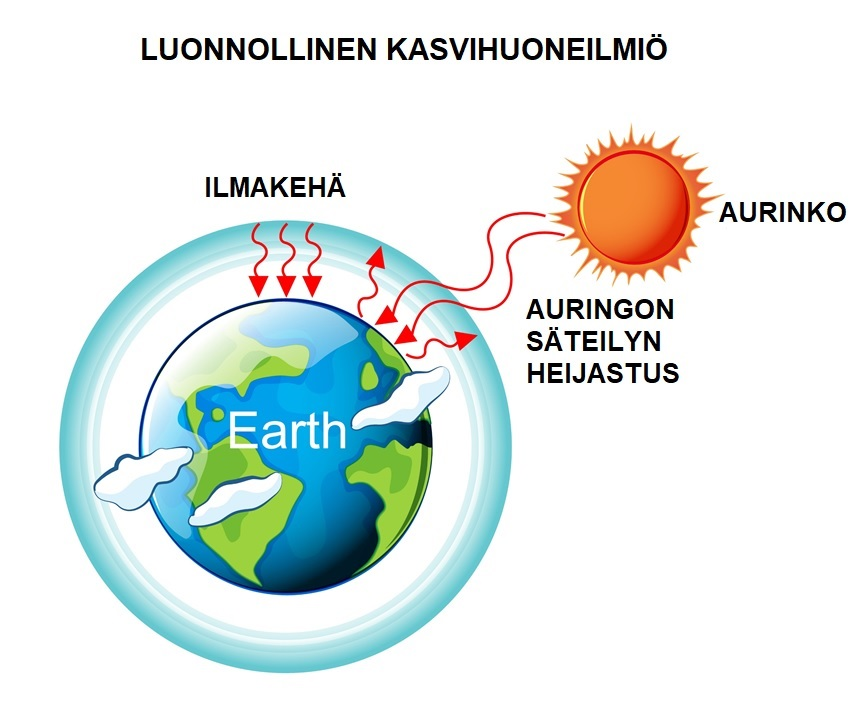 LUONNOLLINEN KASVIHUONEILMIÖ
ILMAKEHÄ
AURINKO
AURINGON
SÄTEILYN
HEIJASTUS
Earth